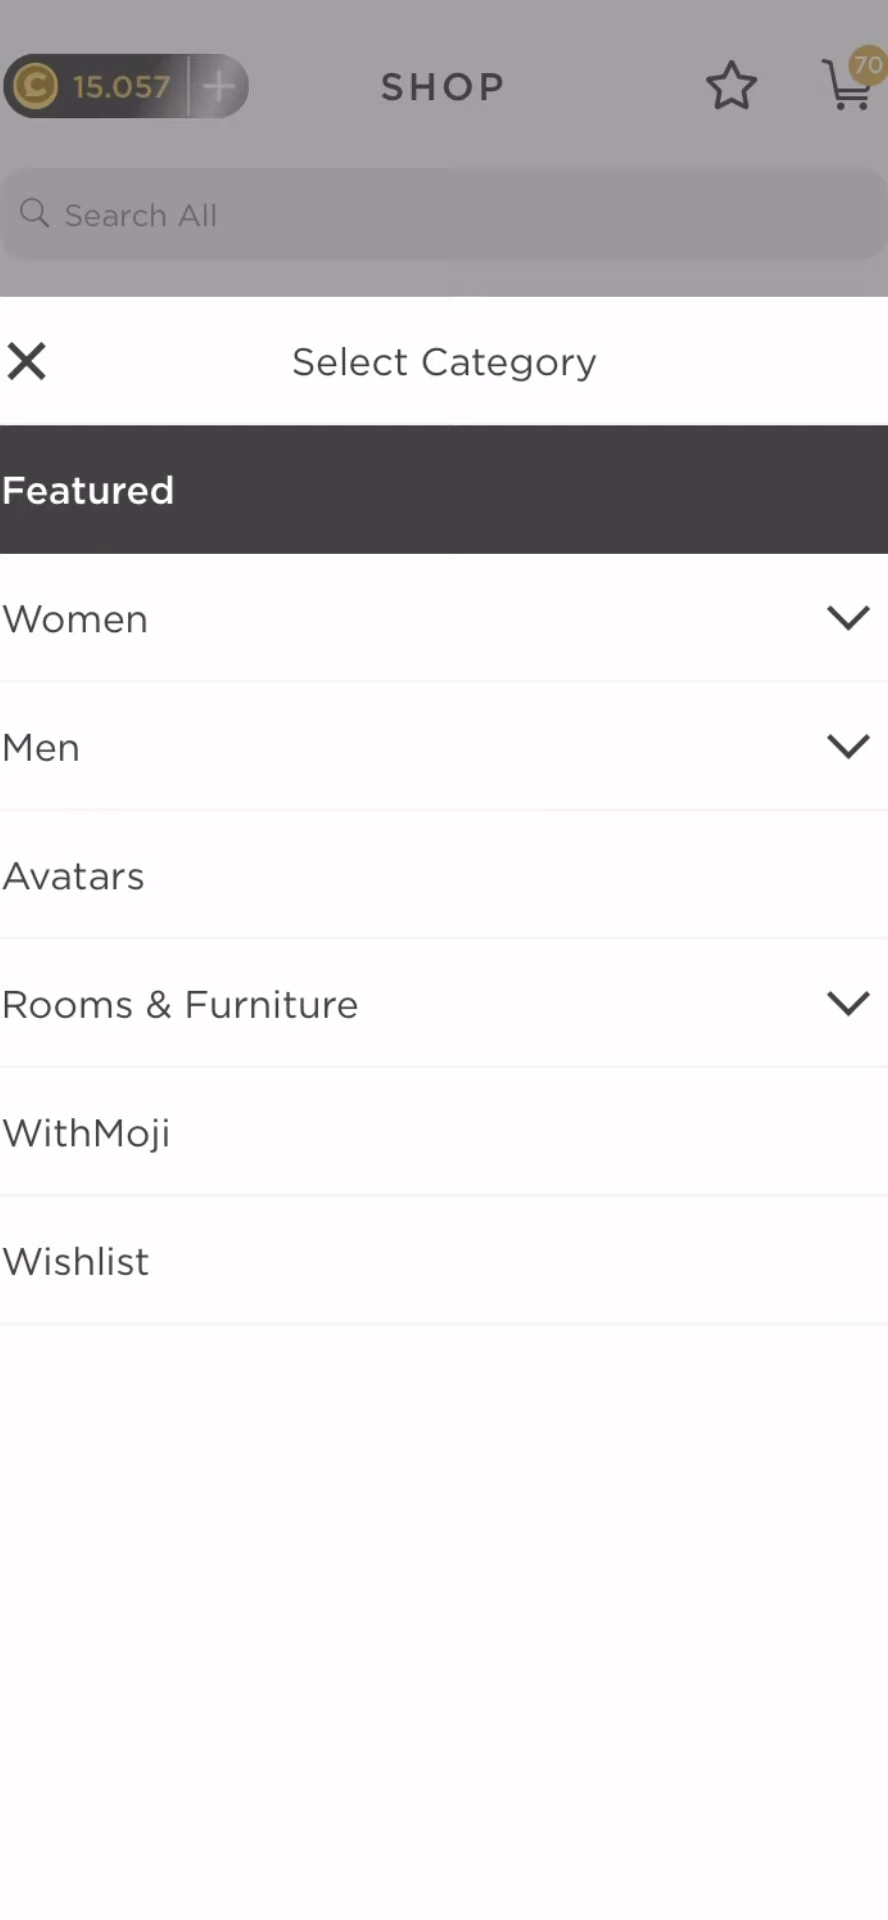 C 15.057 +
SHOP
70
Search All
Select Category
Featured
Women
Men
Avatars
Rooms & Furniture
WithMoji
Wishlist